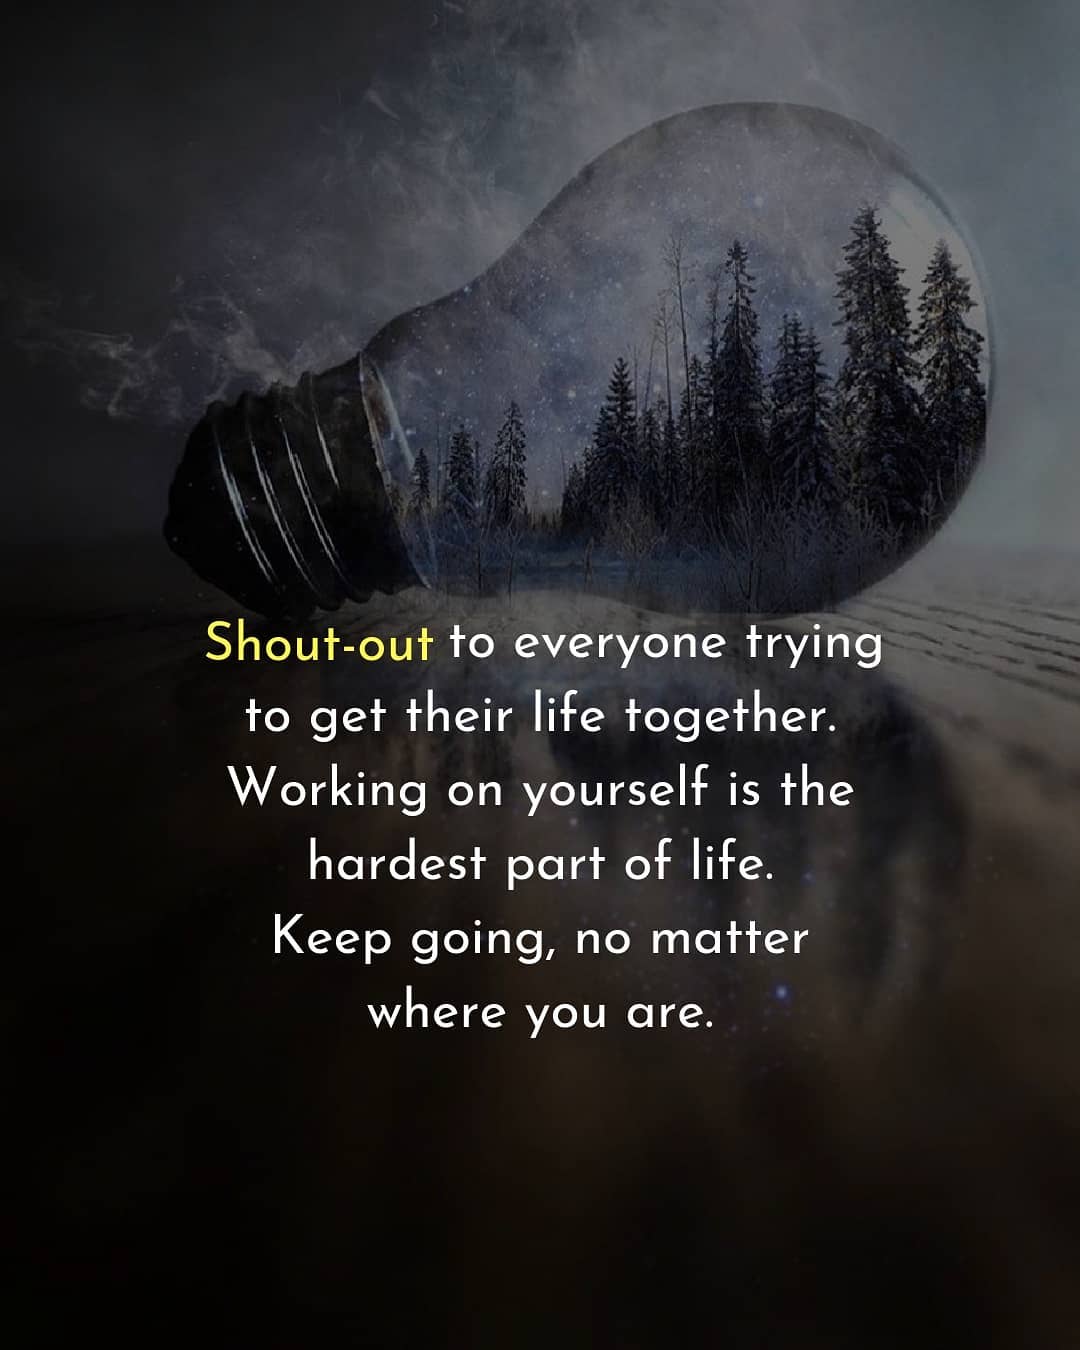 Shout-out to everyone trying
to get their life together.
Working on yourself is the
hardest part of life.
Keep going, no matter
where you are.